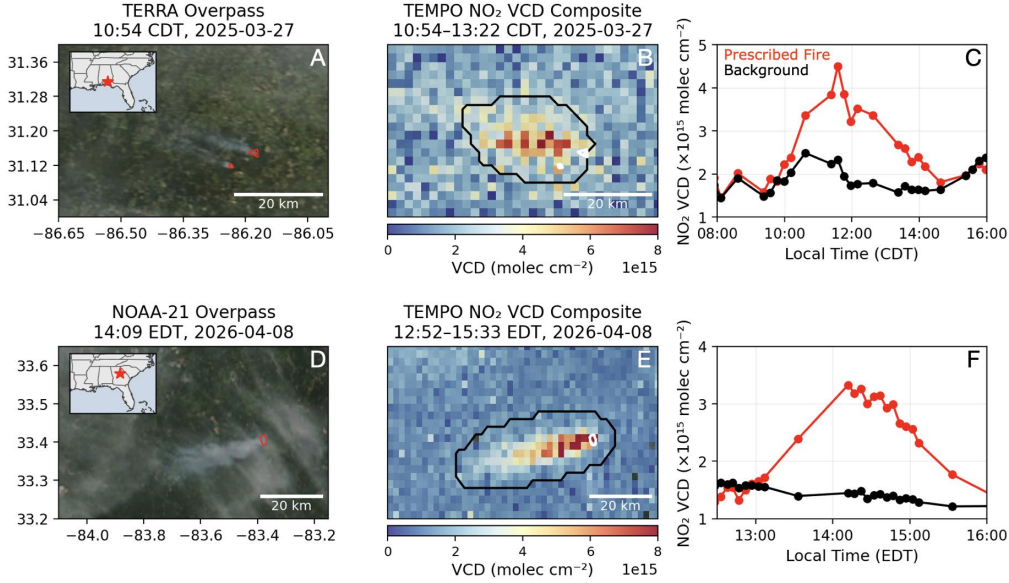 TERRA Overpass
10:54 CDT, 2025-03-27
A
31.36
31.28
31.20
31.12
31.04
20 km
−86.65
−86.50
−86.35
−86.20
−86.05
TEMPO NO₂ VCD Composite
10:54–13:22 CDT, 2025-03-27
B
20 km
0
2
4
6
8
VCD (molec cm⁻²)
1e15
C
Prescribed Fire
Background
NO₂ VCD (×10¹⁵ molec cm⁻²)
5
4
3
2
1
08:00
10:00
12:00
14:00
16:00
Local Time (CDT)
NOAA-21 Overpass
14:09 EDT, 2026-04-08
D
33.6
33.5
33.4
33.3
33.2
20 km
−84.0
−83.8
−83.6
−83.4
−83.2
TEMPO NO₂ VCD Composite
12:52–15:33 EDT, 2026-04-08
E
20 km
0
2
4
6
8
VCD (molec cm⁻²)
1e15
F
NO₂ VCD (×10¹⁵ molec cm⁻²)
4
3
2
1
13:00
14:00
15:00
16:00
Local Time (EDT)